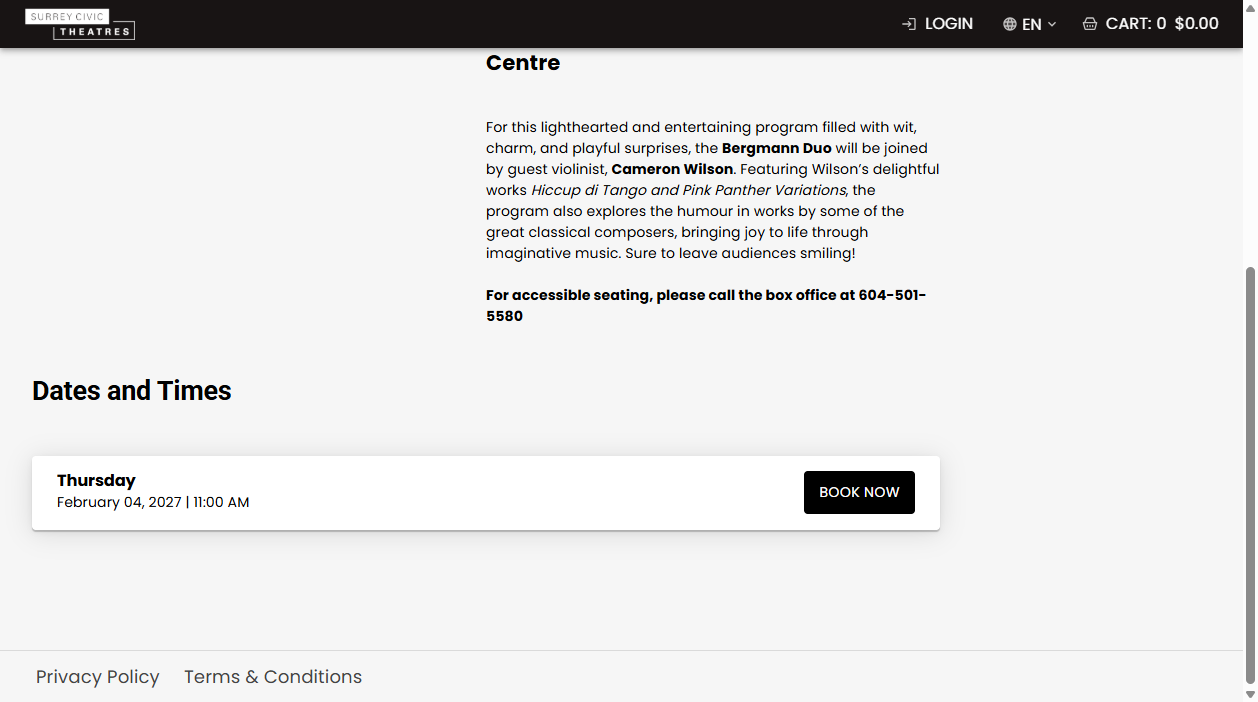 SURREY CIVIC
THEATRES
LOGIN
EN
CART: 0 $0.00
Centre
For this lighthearted and entertaining program filled with wit,
charm, and playful surprises, the Bergmann Duo will be joined
by guest violinist, Cameron Wilson. Featuring Wilson’s delightful
works Hiccup di Tango and Pink Panther Variations, the
program also explores the humour in works by some of the
great classical composers, bringing joy to life through
imaginative music. Sure to leave audiences smiling!
For accessible seating, please call the box office at 604-501-
5580
Dates and Times
Thursday
February 04, 2027 | 11:00 AM
BOOK NOW
Privacy Policy
Terms & Conditions